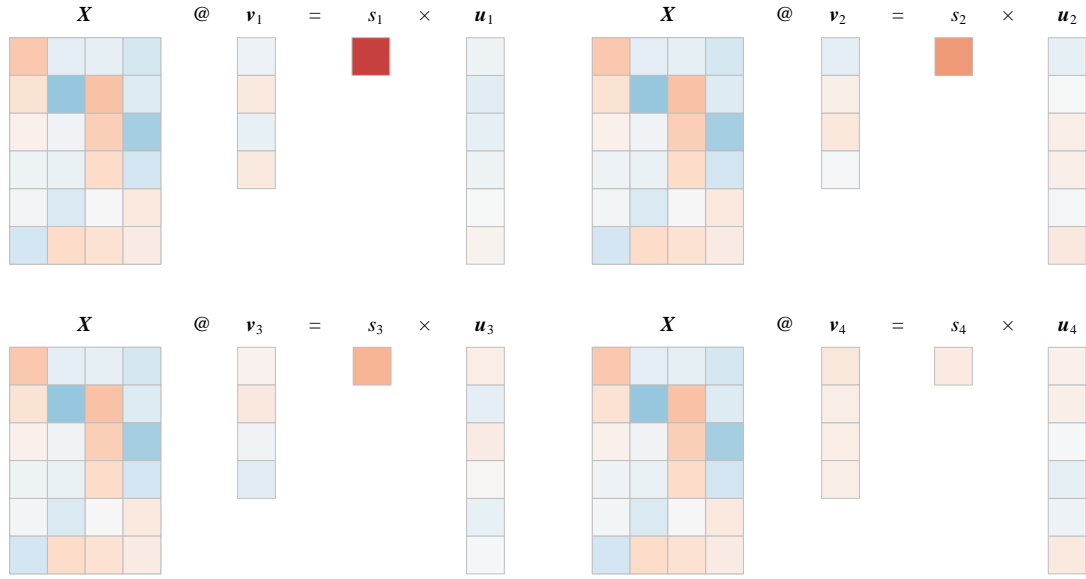 X @ v₁ = s₁ × u₁
X @ v₂ = s₂ × u₂
X @ v₃ = s₃ × u₃
X @ v₄ = s₄ × u₄